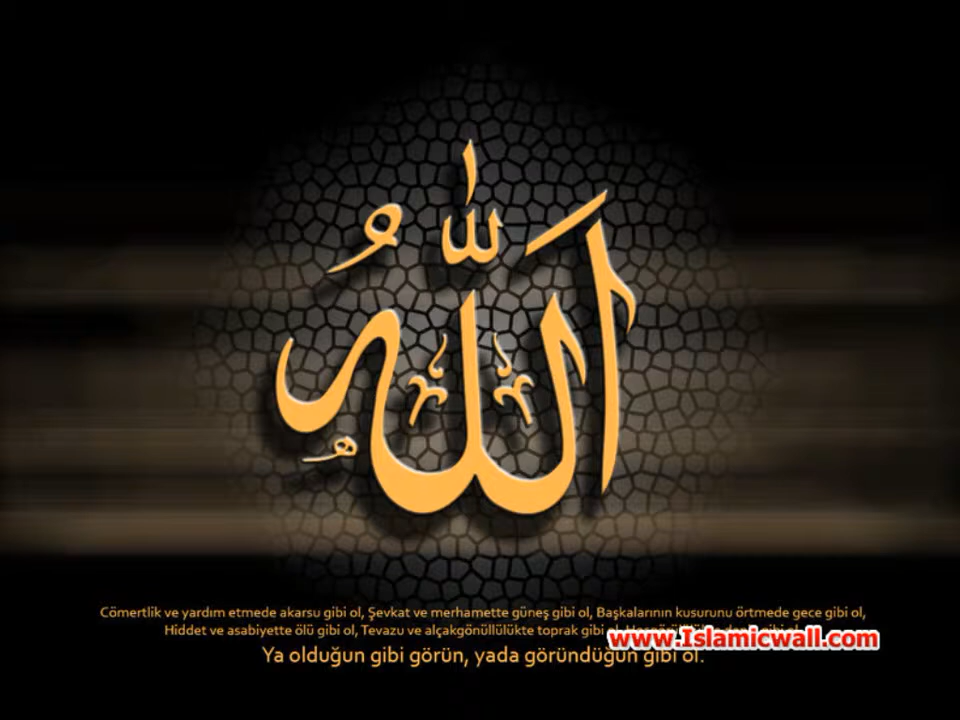 الله
Cömertlik ve yardım etmede akarsu gibi ol, Şevkat ve merhamette güneş gibi ol, Başkalarının kusurunu örtmede gece gibi ol,
Hiddet ve asabiyette ölü gibi ol, Tevazu ve alçakgönüllülükte toprak gibi ol,
www.Islamicwall.com
Ya olduğun gibi görün, yada göründüğün gibi ol.